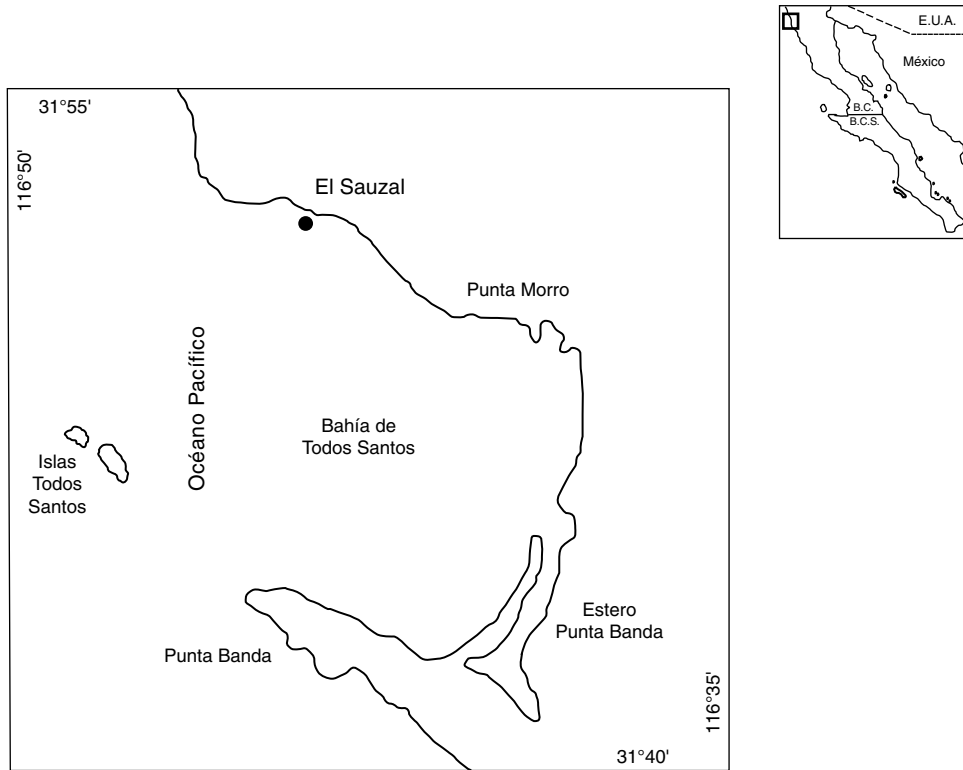 E.U.A.
México
B.C.
B.C.S.
31°55'
116°50'
El Sauzal
Punta Morro
Océano Pacífico
Bahía de
Todos Santos
Islas
Todos
Santos
Estero
Punta Banda
Punta Banda
116°35'
31°40'